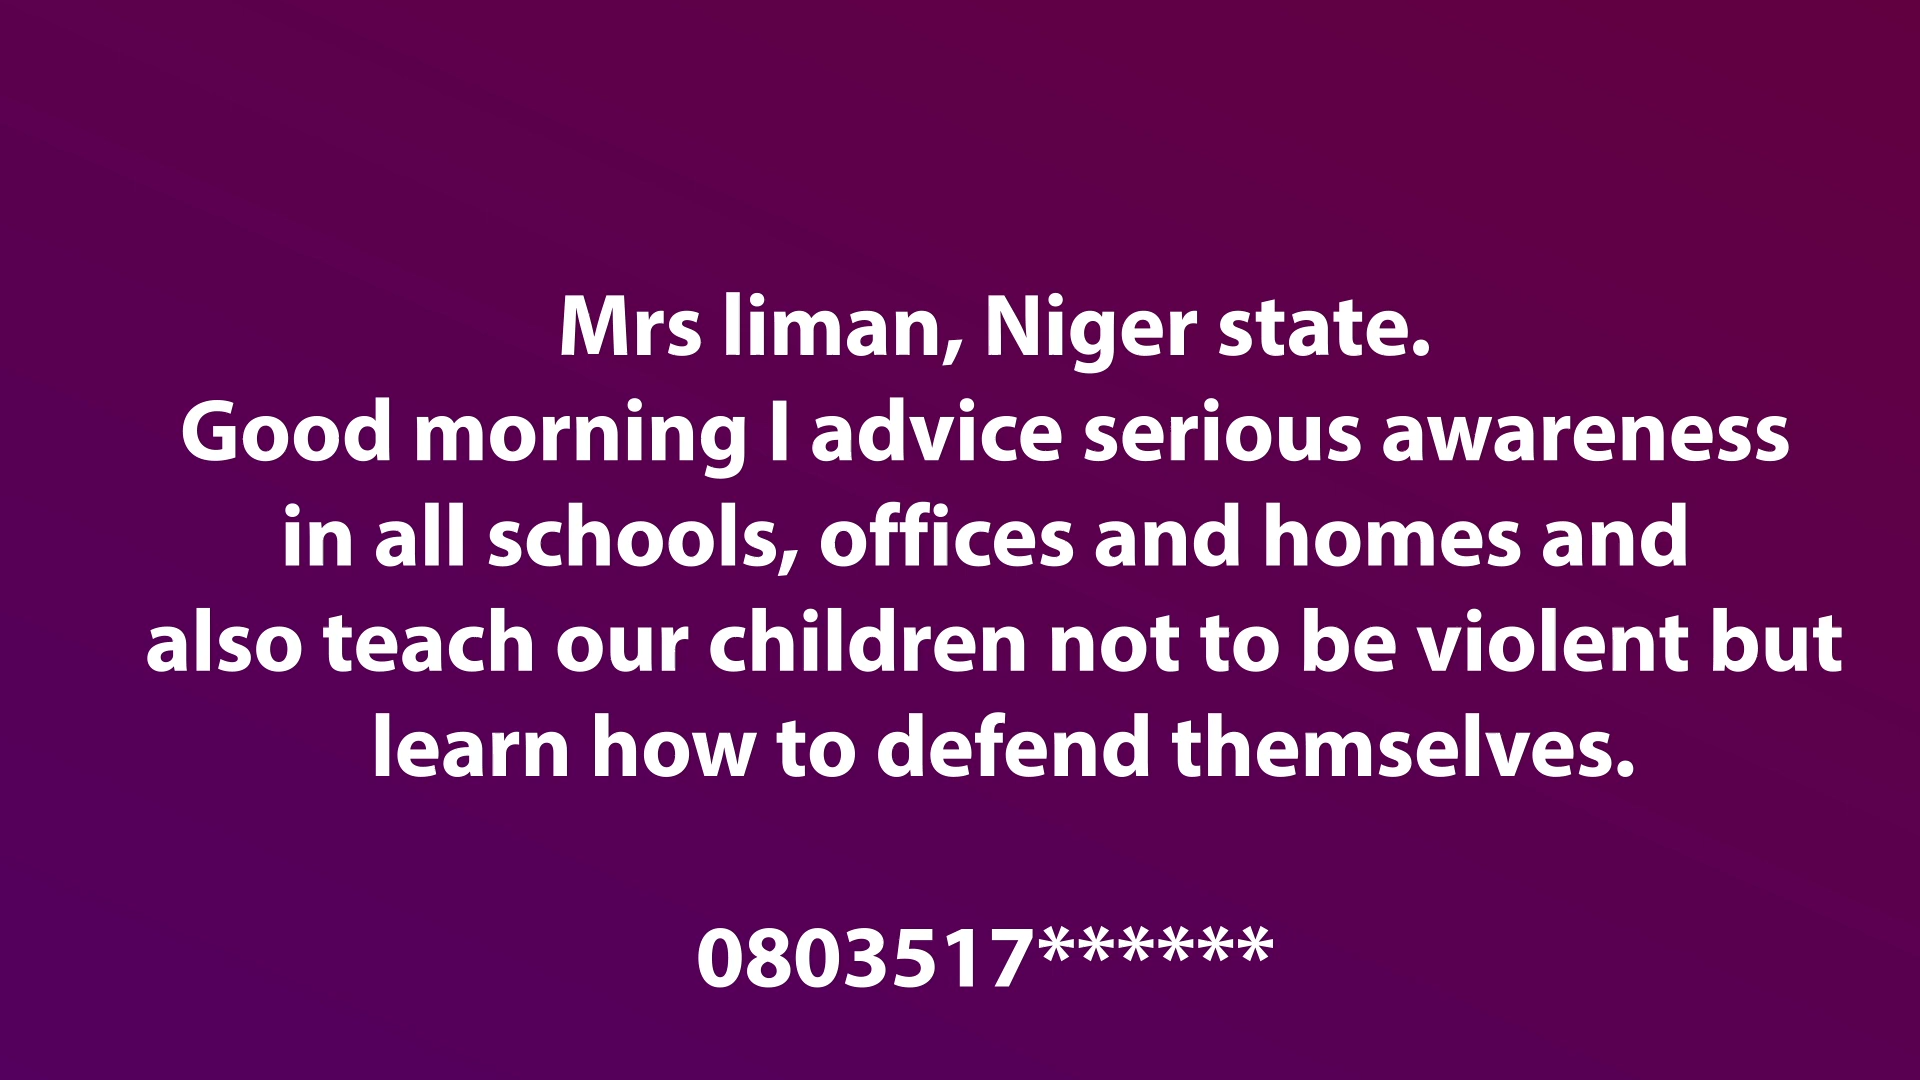 Mrs liman, Niger state.
Good morning I advice serious awareness
in all schools, offices and homes and
also teach our children not to be violent but
learn how to defend themselves.
0803517******